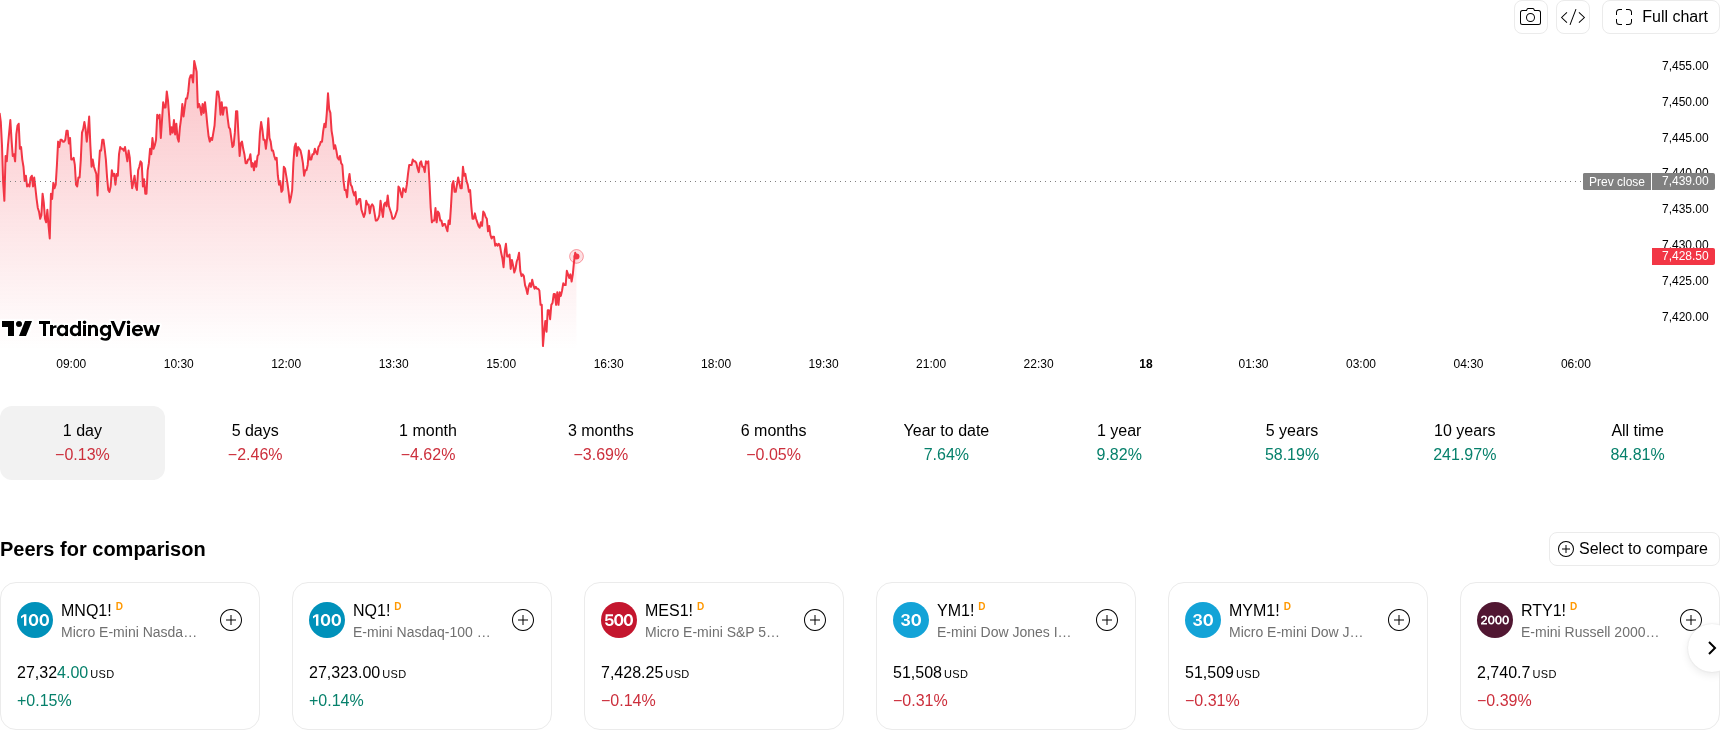 Full chart
7,455.00
7,450.00
7,445.00
7,440.00
Prev close 7,439.00
7,435.00
7,430.00
7,428.50
7,425.00
7,420.00
TradingView
09:00 10:30 12:00 13:30 15:00 16:30 18:00 19:30 21:00 22:30 18 01:30 03:00 04:30 06:00
1 day 5 days 1 month 3 months 6 months Year to date 1 year 5 years 10 years All time
−0.13% −2.46% −4.62% −3.69% −0.05% 7.64% 9.82% 58.19% 241.97% 84.81%
Peers for comparison
Select to compare
100 MNQ1! D
Micro E-mini Nasda…
27,324.00 USD
+0.15%
100 NQ1! D
E-mini Nasdaq-100 …
27,323.00 USD
+0.14%
500 MES1! D
Micro E-mini S&P 5…
7,428.25 USD
−0.14%
30 YM1! D
E-mini Dow Jones I…
51,508 USD
−0.31%
30 MYM1! D
Micro E-mini Dow J…
51,509 USD
−0.31%
2000 RTY1! D
E-mini Russell 2000…
2,740.7 USD
−0.39%